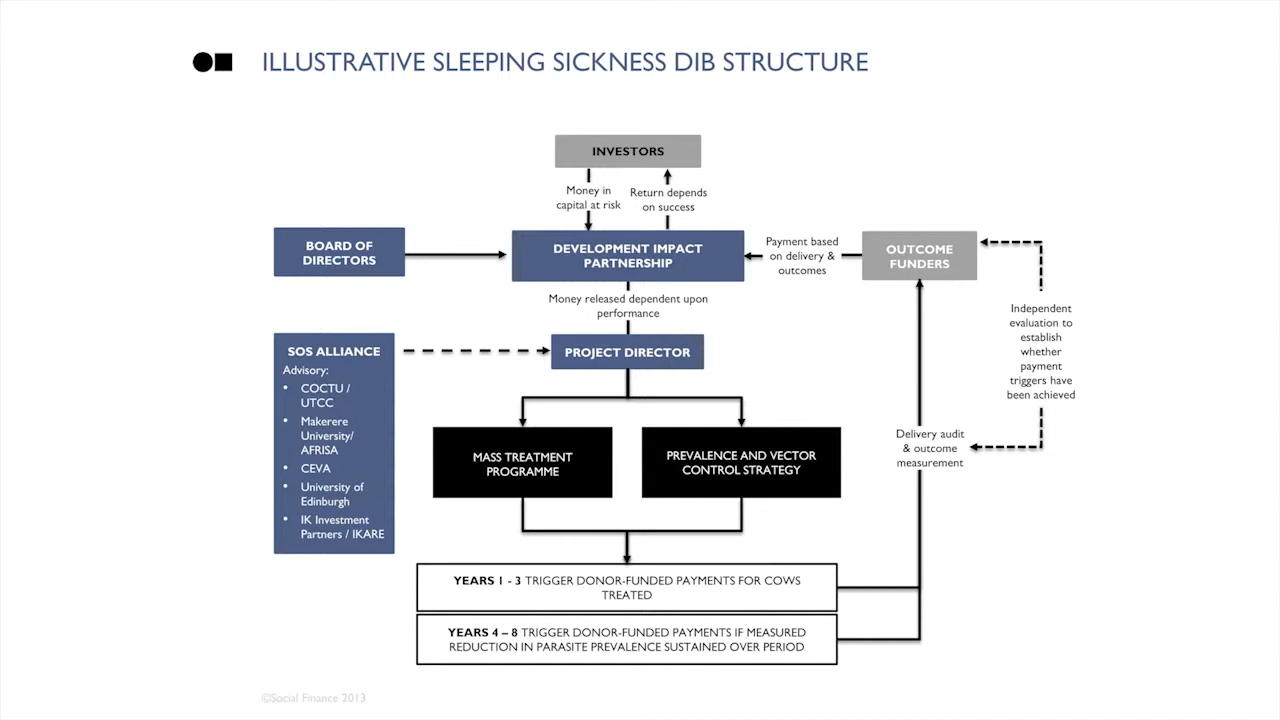 ILLUSTRATIVE SLEEPING SICKNESS DIB STRUCTURE
INVESTORS
Money in
capital at risk
Return depends
on success
BOARD OF
DIRECTORS
DEVELOPMENT IMPACT
PARTNERSHIP
Payment based
on delivery &
outcomes
OUTCOME
FUNDERS
Money released dependent upon
performance
Independent
evaluation to
establish
whether
payment
triggers have
been achieved
SOS ALLIANCE
Advisory:
• COCTU /
UTCC
• Makerere
University/
AFRISA
• CEVA
• University of
Edinburgh
• IK Investment
Partners / IKARE
PROJECT DIRECTOR
MASS TREATMENT
PROGRAMME
PREVALENCE AND VECTOR
CONTROL STRATEGY
Delivery audit
& outcome
measurement
YEARS 1 - 3 TRIGGER DONOR-FUNDED PAYMENTS FOR COWS
TREATED
YEARS 4 – 8 TRIGGER DONOR-FUNDED PAYMENTS IF MEASURED
REDUCTION IN PARASITE PREVALENCE SUSTAINED OVER PERIOD
©Social Finance 2013